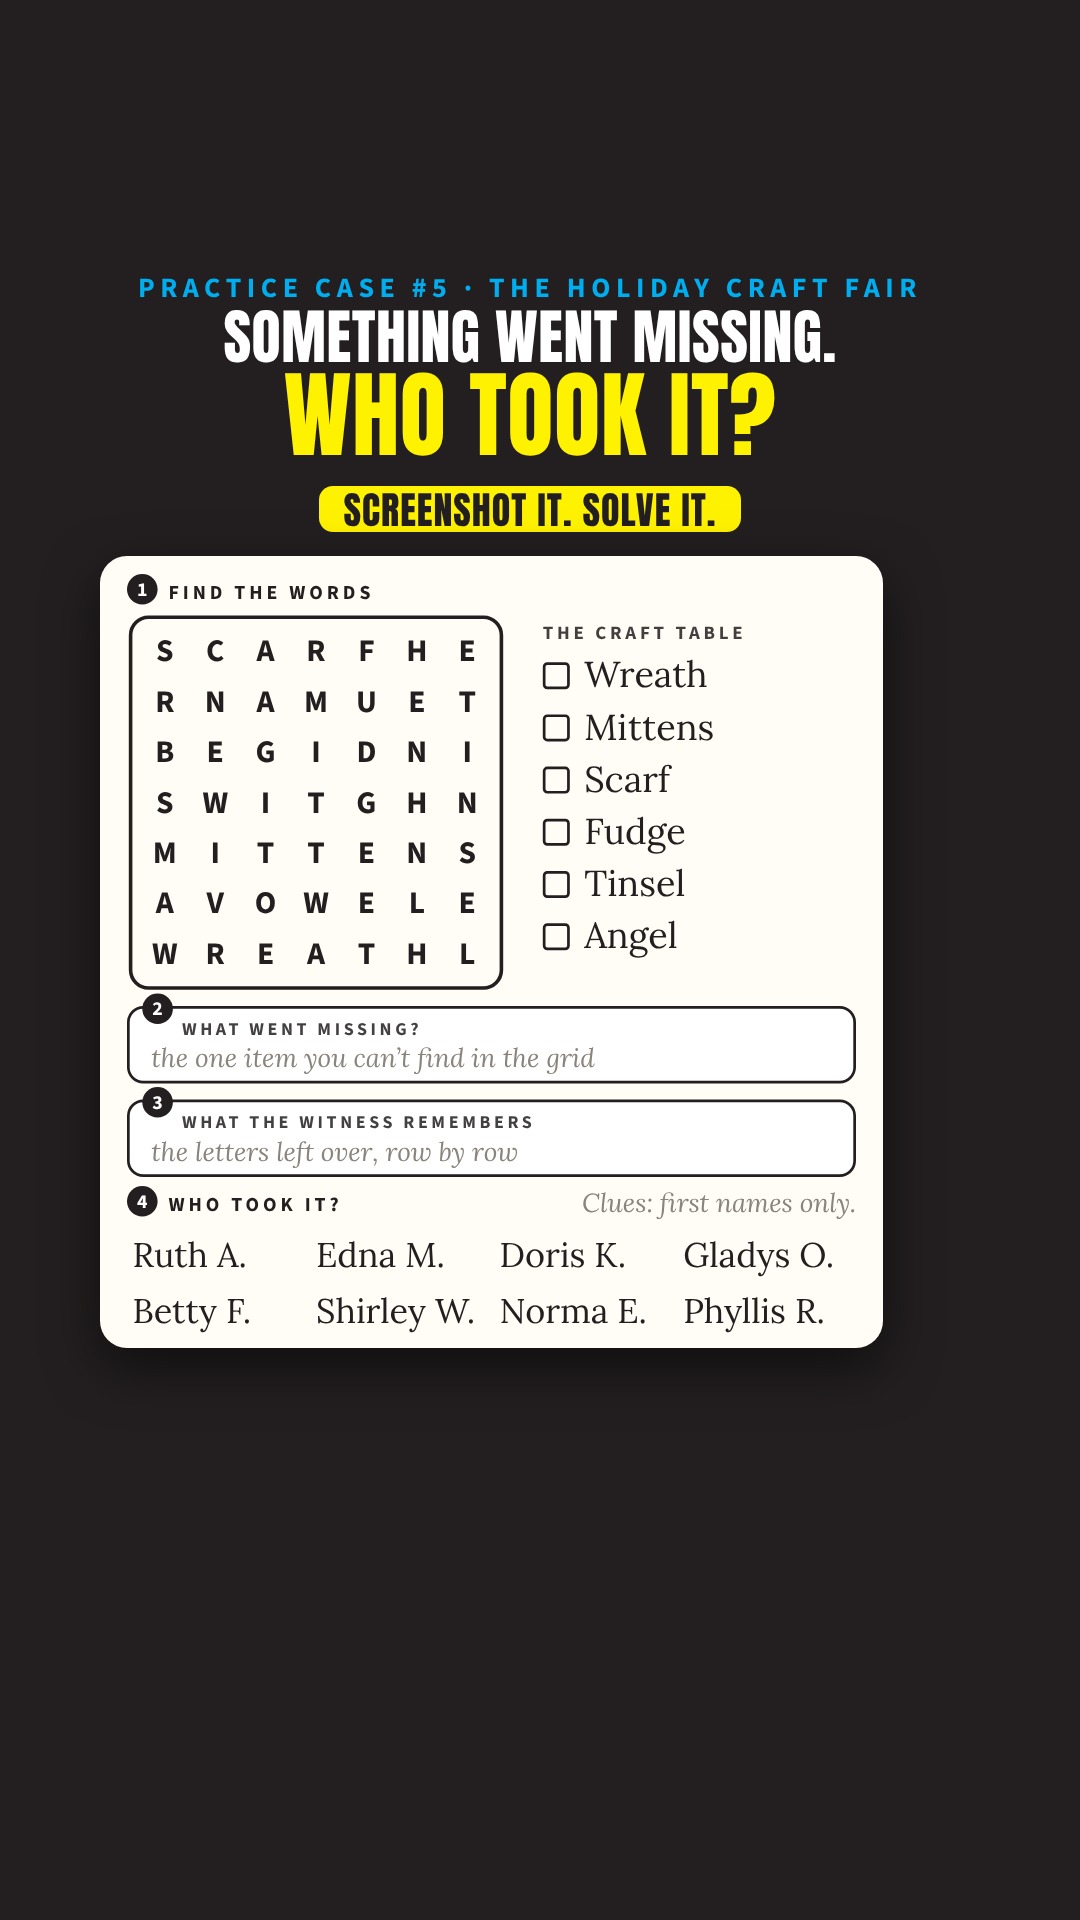 PRACTICE CASE #5 · THE HOLIDAY CRAFT FAIR
SOMETHING WENT MISSING.
WHO TOOK IT?
SCREENSHOT IT. SOLVE IT.
1 FIND THE WORDS
S C A R F H E
R N A M U E T
B E G I D N I
S W I T G H N
M I T T E N S
A V O W E L E
W R E A T H L
THE CRAFT TABLE
Wreath
Mittens
Scarf
Fudge
Tinsel
Angel
2 WHAT WENT MISSING?
the one item you can’t find in the grid
3 WHAT THE WITNESS REMEMBERS
the letters left over, row by row
4 WHO TOOK IT?
Clues: first names only.
Ruth A. Edna M. Doris K. Gladys O.
Betty F. Shirley W. Norma E. Phyllis R.